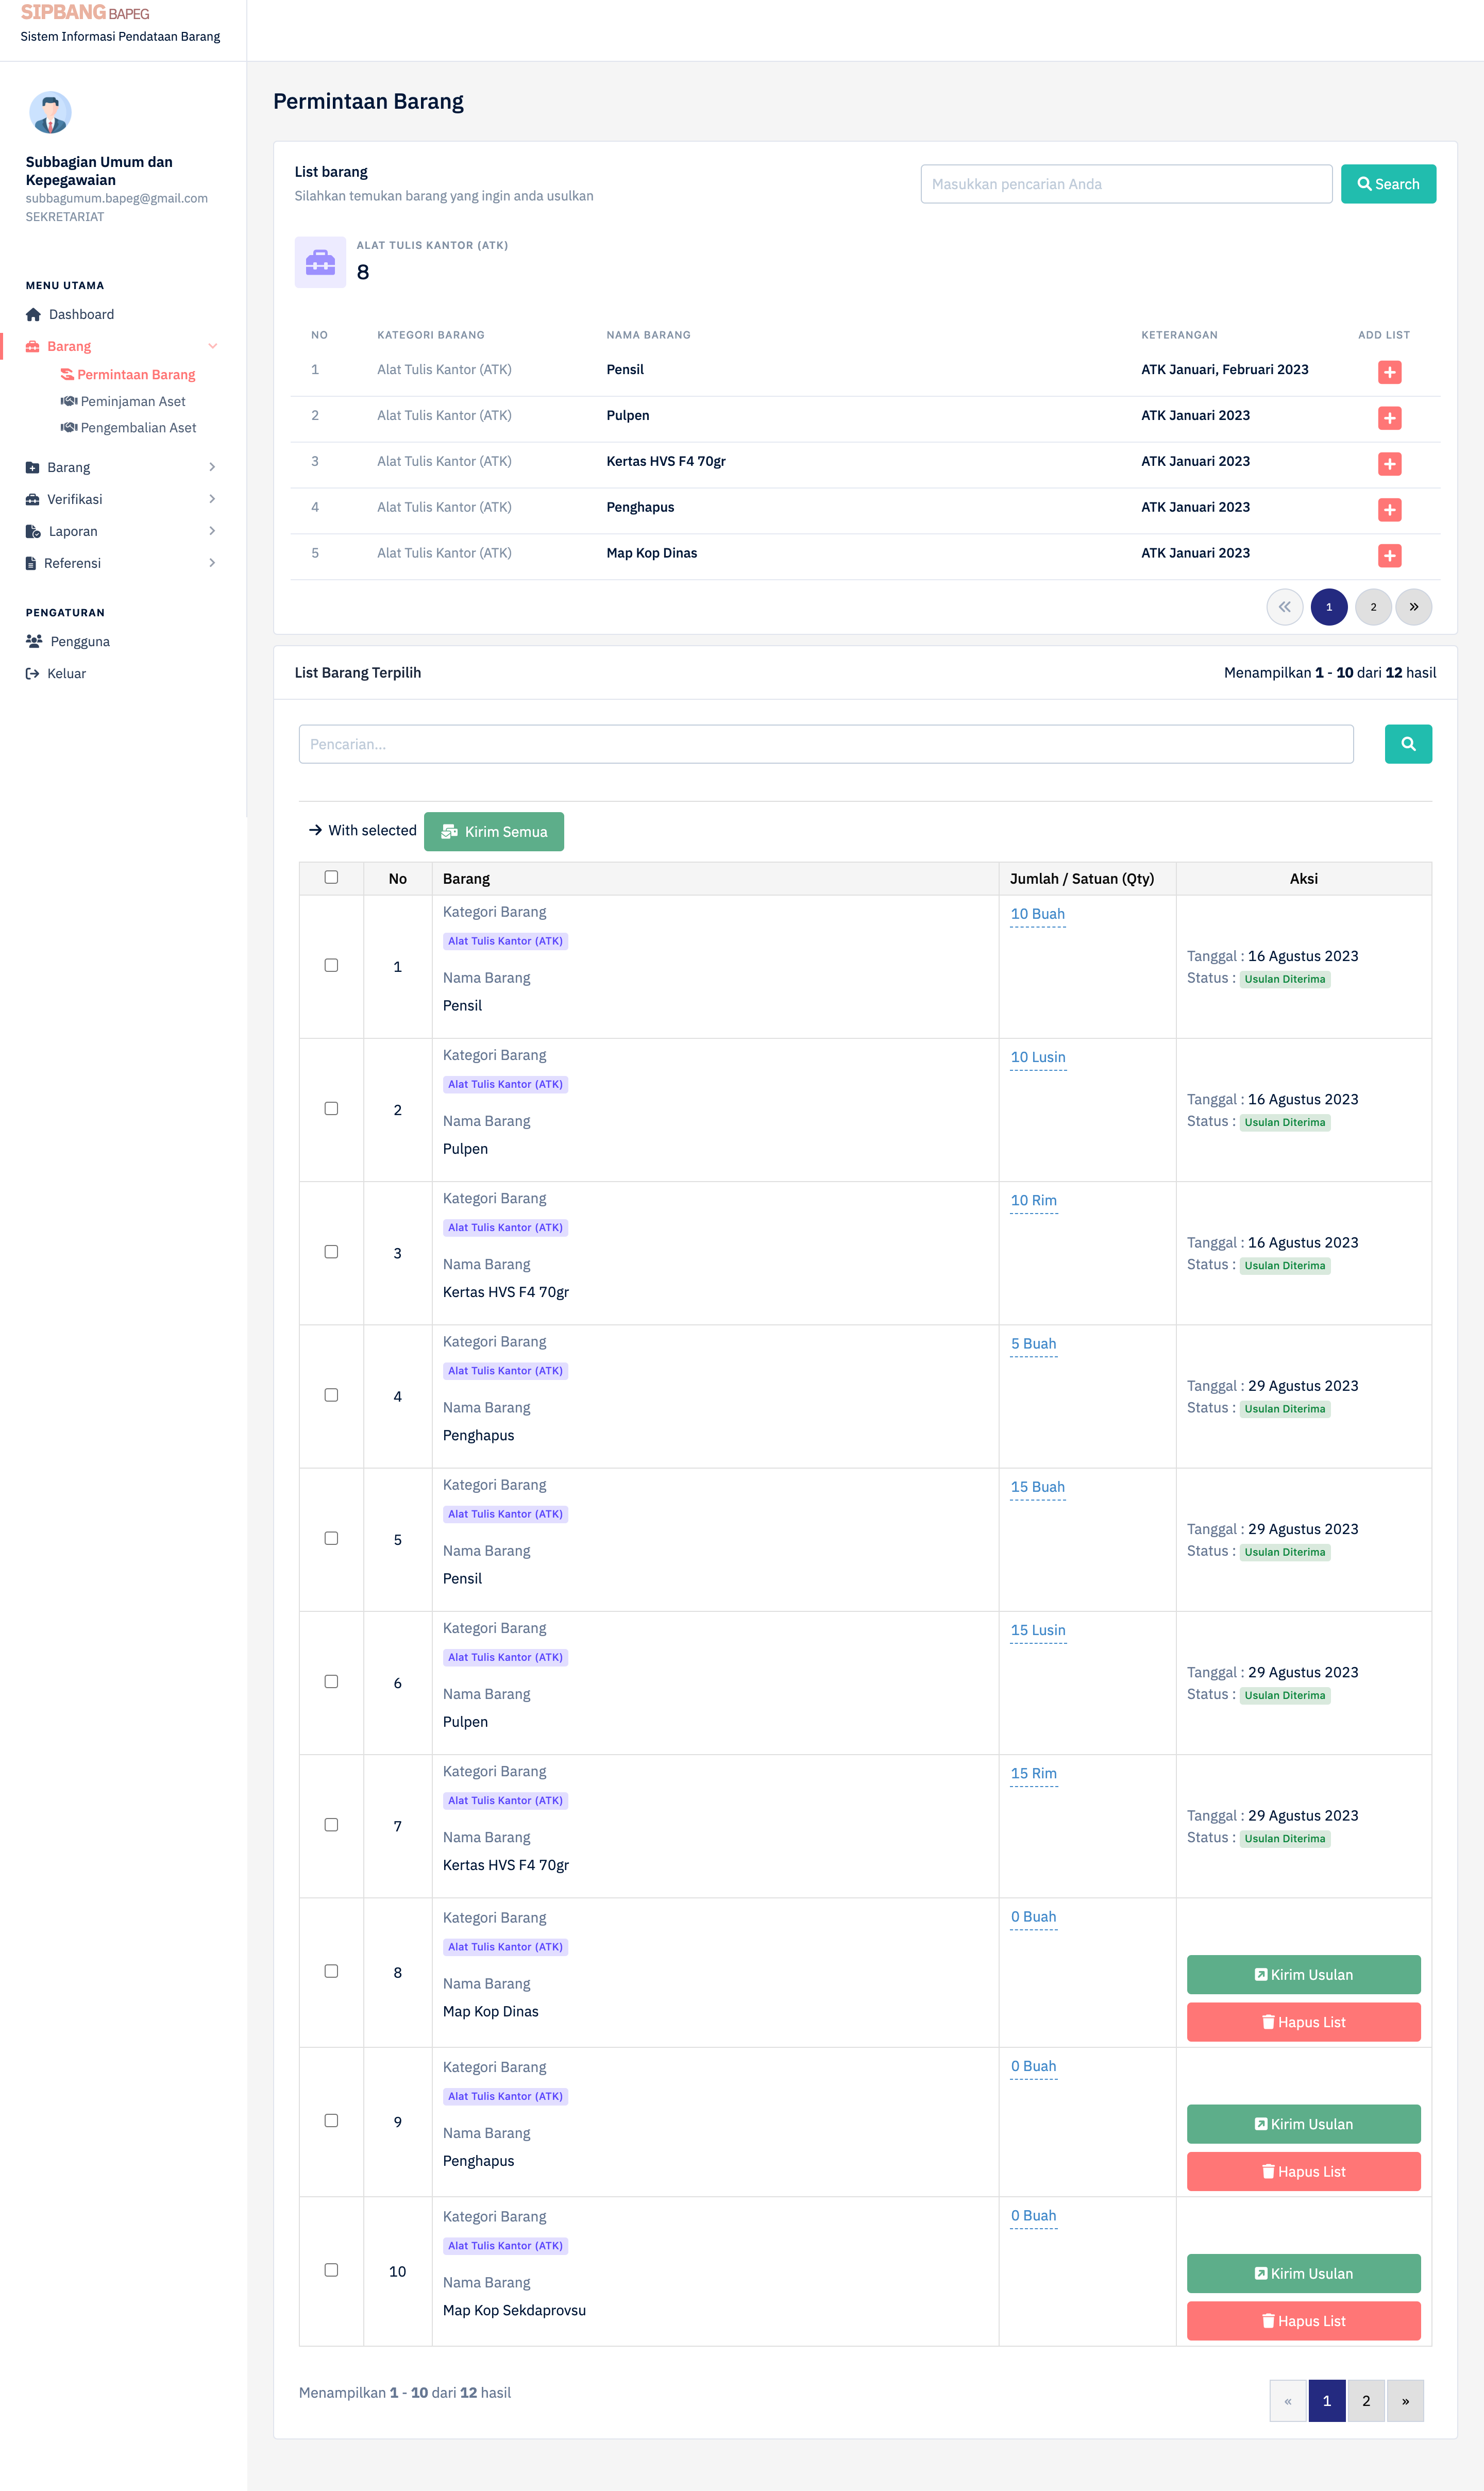 SIPBANG BAPEG
Sistem Informasi Pendataan Barang
Subbagian Umum dan
Kepegawaian
subbagumum.bapeg@gmail.com
SEKRETARIAT
MENU UTAMA
Dashboard
Barang
Permintaan Barang
Peminjaman Aset
Pengembalian Aset
Barang
Verifikasi
Laporan
Referensi
PENGATURAN
Pengguna
Keluar
Permintaan Barang
List barang
Silahkan temukan barang yang ingin anda usulkan
Masukkan pencarian Anda
Search
ALAT TULIS KANTOR (ATK)
8
NO KATEGORI BARANG NAMA BARANG KETERANGAN ADD LIST
1 Alat Tulis Kantor (ATK) Pensil ATK Januari, Februari 2023
2 Alat Tulis Kantor (ATK) Pulpen ATK Januari 2023
3 Alat Tulis Kantor (ATK) Kertas HVS F4 70gr ATK Januari 2023
4 Alat Tulis Kantor (ATK) Penghapus ATK Januari 2023
5 Alat Tulis Kantor (ATK) Map Kop Dinas ATK Januari 2023
« 1 2 »
List Barang Terpilih
Menampilkan 1 - 10 dari 12 hasil
Pencarian...
With selected
Kirim Semua
No Barang Jumlah / Satuan (Qty) Aksi
1
Kategori Barang
Alat Tulis Kantor (ATK)
Nama Barang
Pensil
10 Buah
Tanggal : 16 Agustus 2023
Status : Usulan Diterima
2
Kategori Barang
Alat Tulis Kantor (ATK)
Nama Barang
Pulpen
10 Lusin
Tanggal : 16 Agustus 2023
Status : Usulan Diterima
3
Kategori Barang
Alat Tulis Kantor (ATK)
Nama Barang
Kertas HVS F4 70gr
10 Rim
Tanggal : 16 Agustus 2023
Status : Usulan Diterima
4
Kategori Barang
Alat Tulis Kantor (ATK)
Nama Barang
Penghapus
5 Buah
Tanggal : 29 Agustus 2023
Status : Usulan Diterima
5
Kategori Barang
Alat Tulis Kantor (ATK)
Nama Barang
Pensil
15 Buah
Tanggal : 29 Agustus 2023
Status : Usulan Diterima
6
Kategori Barang
Alat Tulis Kantor (ATK)
Nama Barang
Pulpen
15 Lusin
Tanggal : 29 Agustus 2023
Status : Usulan Diterima
7
Kategori Barang
Alat Tulis Kantor (ATK)
Nama Barang
Kertas HVS F4 70gr
15 Rim
Tanggal : 29 Agustus 2023
Status : Usulan Diterima
8
Kategori Barang
Alat Tulis Kantor (ATK)
Nama Barang
Map Kop Dinas
0 Buah
Kirim Usulan
Hapus List
9
Kategori Barang
Alat Tulis Kantor (ATK)
Nama Barang
Penghapus
0 Buah
Kirim Usulan
Hapus List
10
Kategori Barang
Alat Tulis Kantor (ATK)
Nama Barang
Map Kop Sekdaprovsu
0 Buah
Kirim Usulan
Hapus List
Menampilkan 1 - 10 dari 12 hasil
« 1 2 »